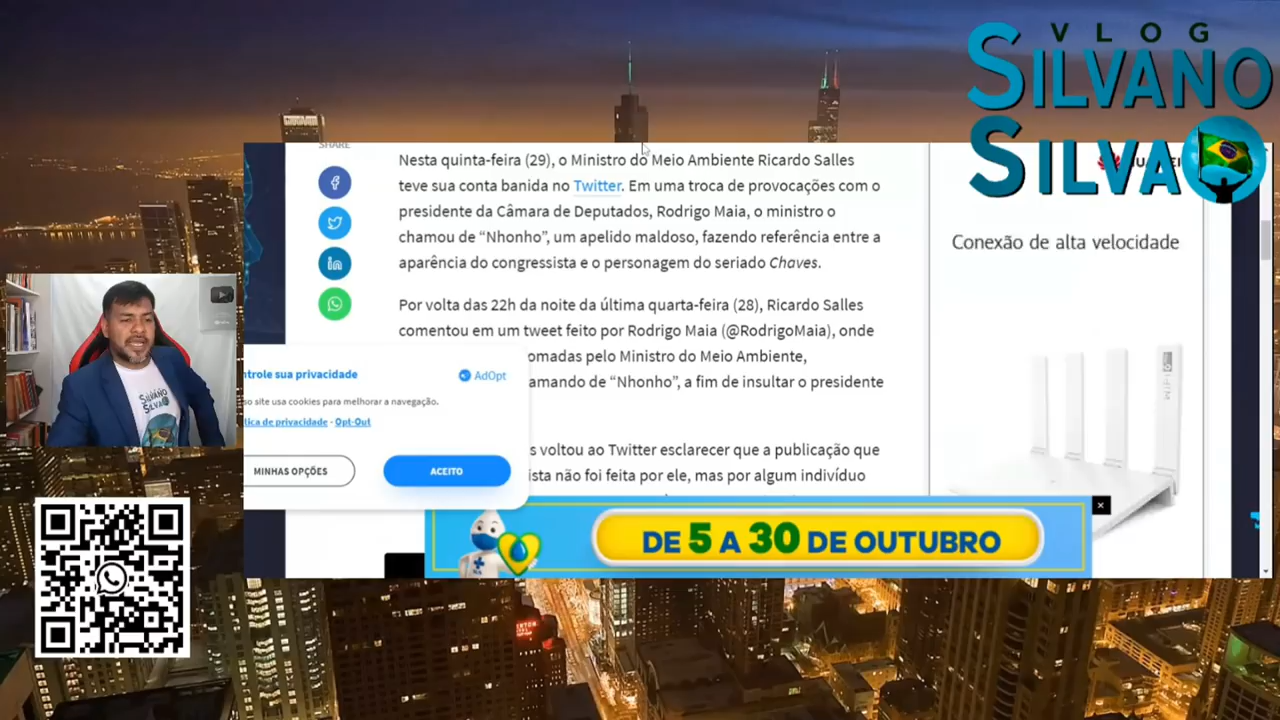 VLOG
SILVANO
SILVA
SHARE
Nesta quinta-feira (29), o Ministro do Meio Ambiente Ricardo Salles
teve sua conta banida no Twitter. Em uma troca de provocações com o
presidente da Câmara de Deputados, Rodrigo Maia, o ministro o
chamou de “Nhonho”, um apelido maldoso, fazendo referência entre a
aparência do congressista e o personagem do seriado Chaves.
Por volta das 22h da noite da última quarta-feira (28), Ricardo Salles
comentou em um tweet feito por Rodrigo Maia (@RodrigoMaia), onde
omadas pelo Ministro do Meio Ambiente,
amando de “Nhonho”, a fim de insultar o presidente
s voltou ao Twitter esclarecer que a publicação que
ista não foi feita por ele, mas por algum indivíduo
Conexão de alta velocidade
ntrole sua privacidade
AdOpt
so site usa cookies para melhorar a navegação.
tica de privacidade - Opt-Out
MINHAS OPÇÕES
ACEITO
SILVANO
SILVA
DE 5 A 30 DE OUTUBRO